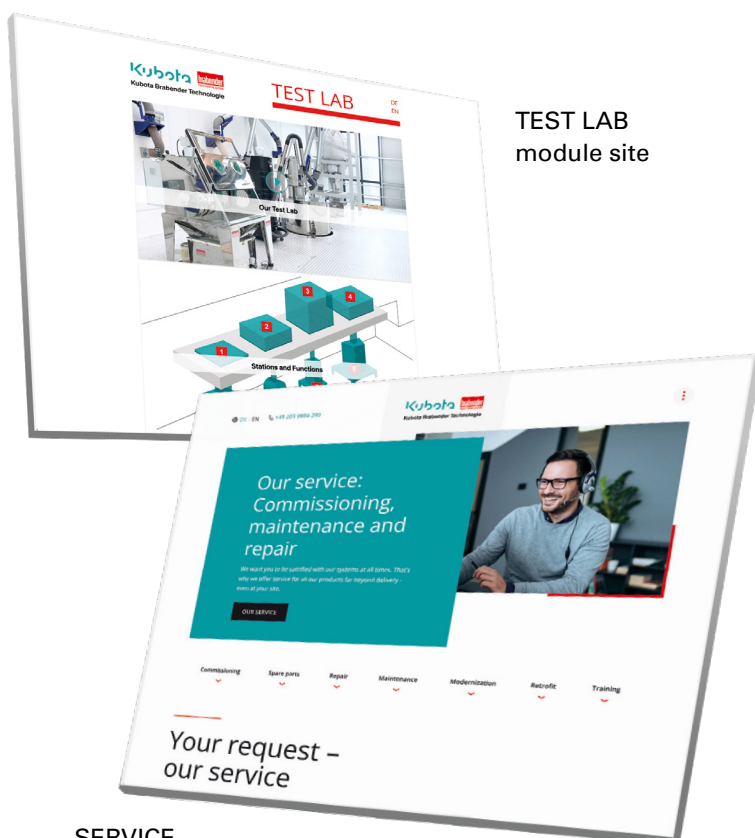 Kubota brabender
Kubota Brabender Technologie
TEST LAB
DE
EN
Our Test Lab
TEST LAB
module site
3
4
2
1
Stations and Functions
DE EN
+49 203 9984-290
Kubota brabender
Kubota Brabender Technologie
Our service:
Commissioning,
maintenance and
repair
We want you to be satisfied with our systems at all times. That's
why we offer service for all our products far beyond delivery -
even at your site.
OUR SERVICE
Commissioning
Spare parts
Repair
Maintenance
Modernization
Retrofit
Training
Your request –
our service
SERVICE